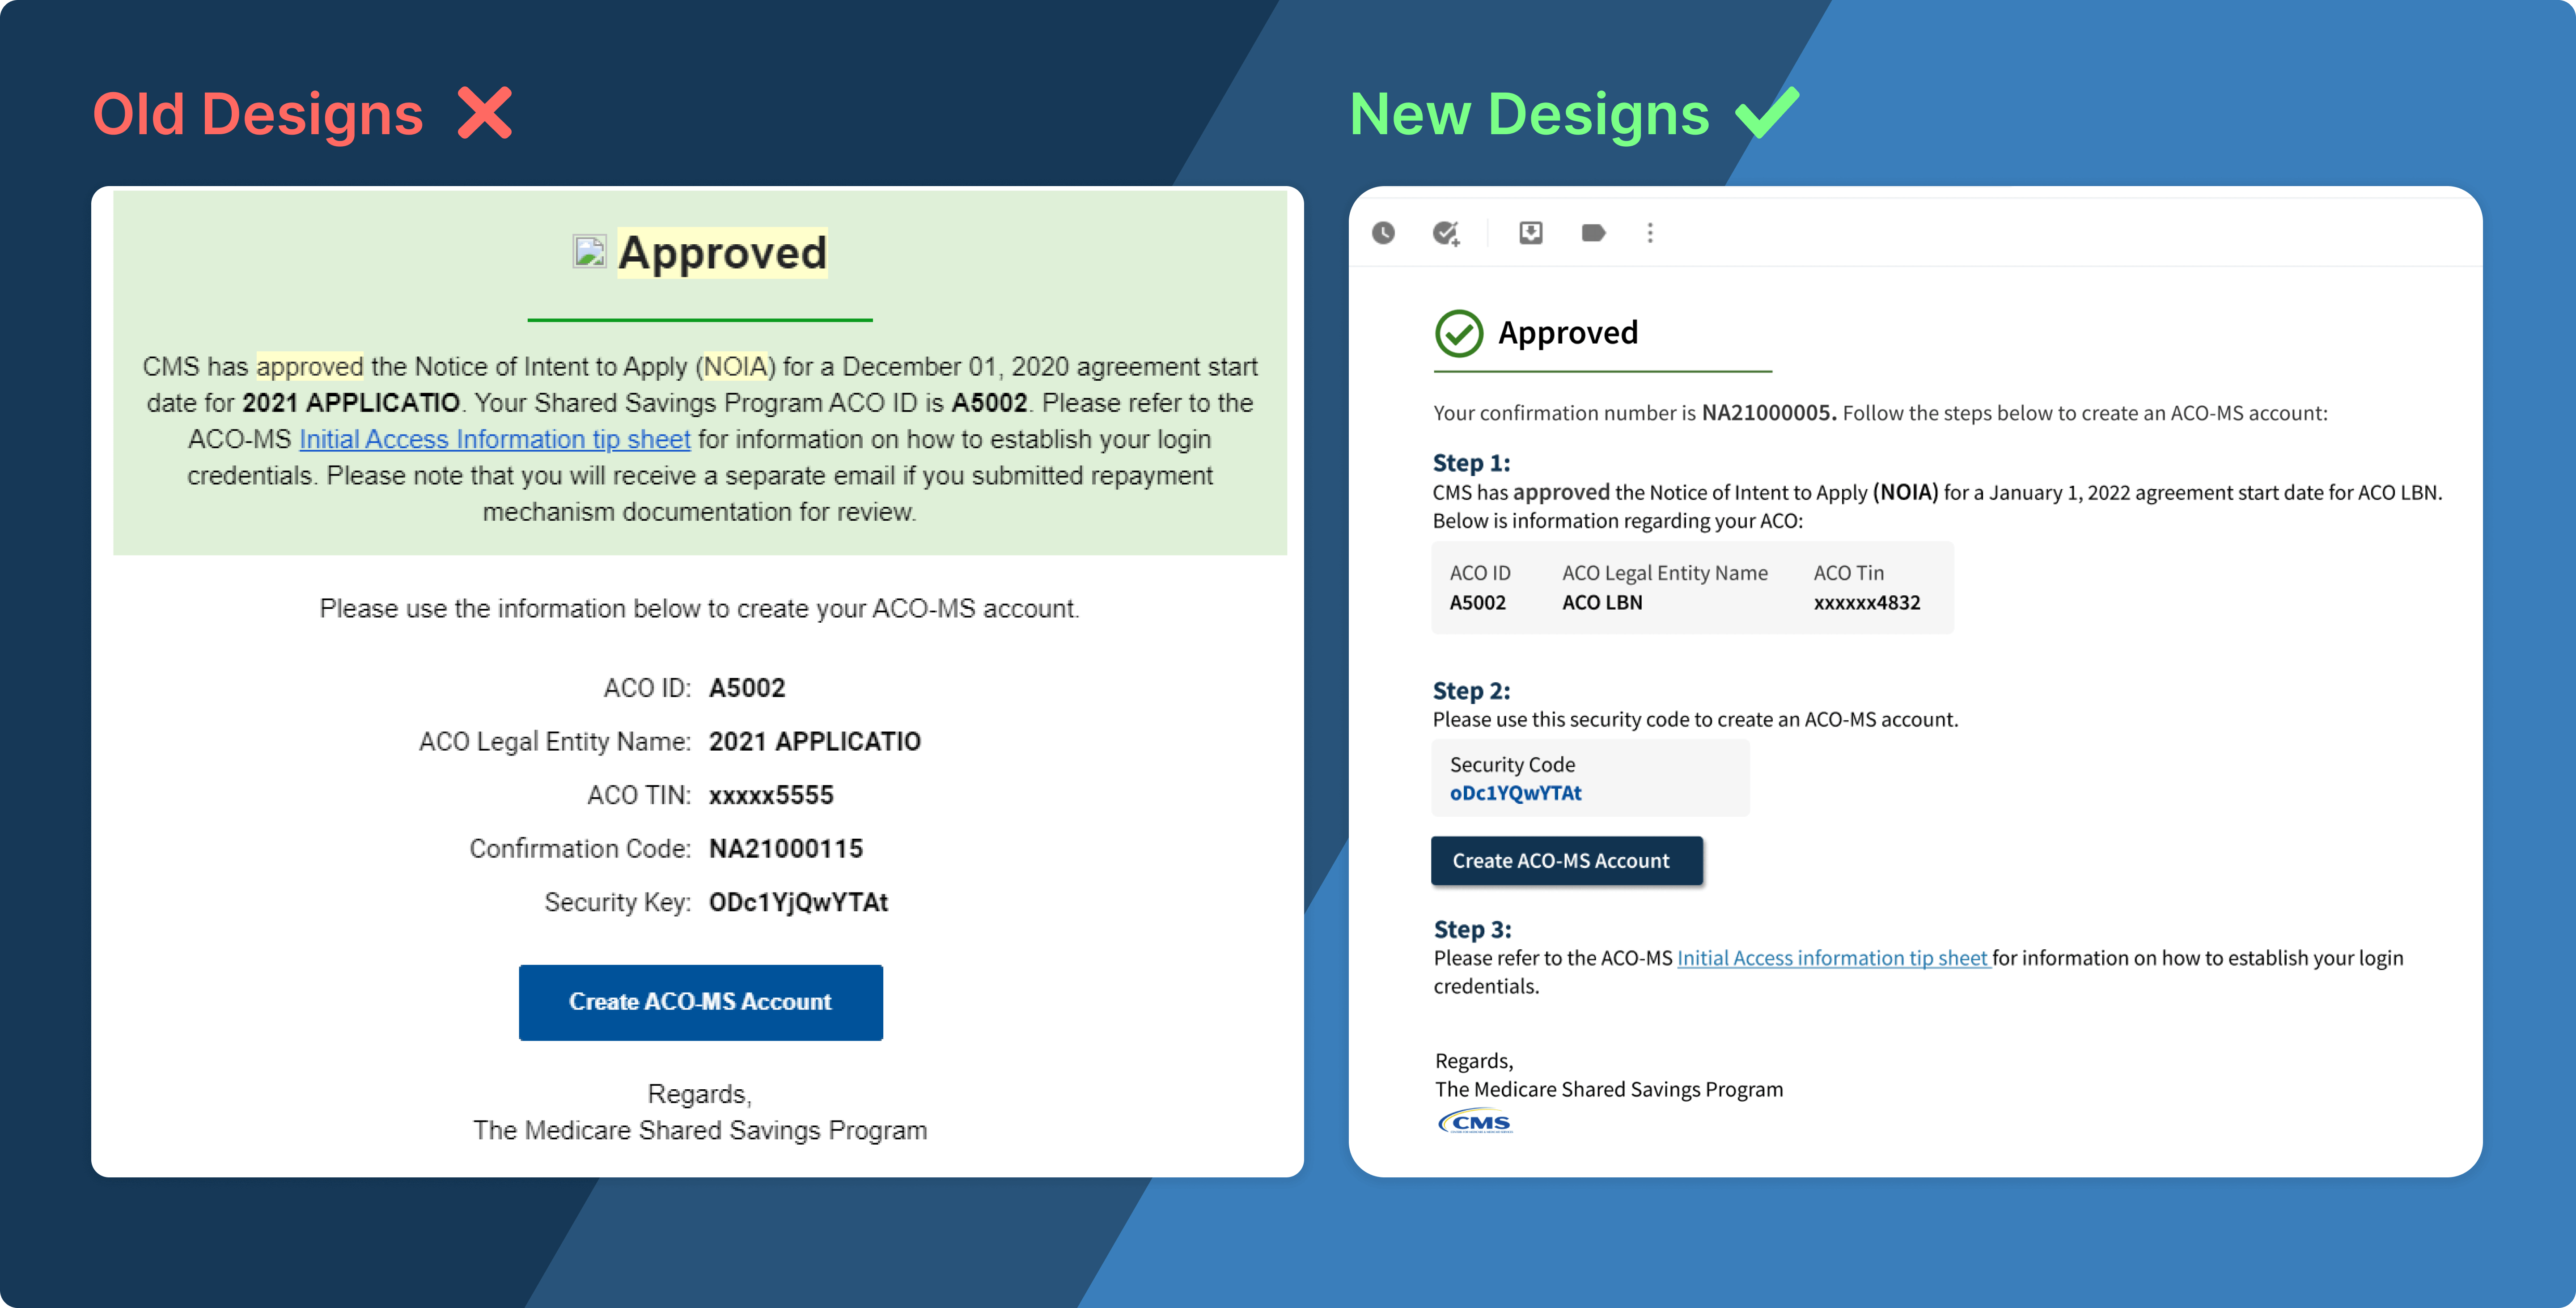 Old Designs
Approved
CMS has approved the Notice of Intent to Apply (NOIA) for a December 01, 2020 agreement start
date for 2021 APPLICATIO. Your Shared Savings Program ACO ID is A5002. Please refer to the
ACO-MS Initial Access Information tip sheet for information on how to establish your login
credentials. Please note that you will receive a separate email if you submitted repayment
mechanism documentation for review.
Please use the information below to create your ACO-MS account.
ACO ID: A5002
ACO Legal Entity Name: 2021 APPLICATIO
ACO TIN: xxxxx5555
Confirmation Code: NA21000115
Security Key: ODc1YjQwYTAt
Create ACO-MS Account
Regards,
The Medicare Shared Savings Program
New Designs
Approved
Your confirmation number is NA21000005. Follow the steps below to create an ACO-MS account:
Step 1:
CMS has approved the Notice of Intent to Apply (NOIA) for a January 1, 2022 agreement start date for ACO LBN.
Below is information regarding your ACO:
ACO ID ACO Legal Entity Name ACO Tin
A5002 ACO LBN xxxxxx4832
Step 2:
Please use this security code to create an ACO-MS account.
Security Code
oDc1YQwYTAt
Create ACO-MS Account
Step 3:
Please refer to the ACO-MS Initial Access information tip sheet for information on how to establish your login
credentials.
Regards,
The Medicare Shared Savings Program
CMS